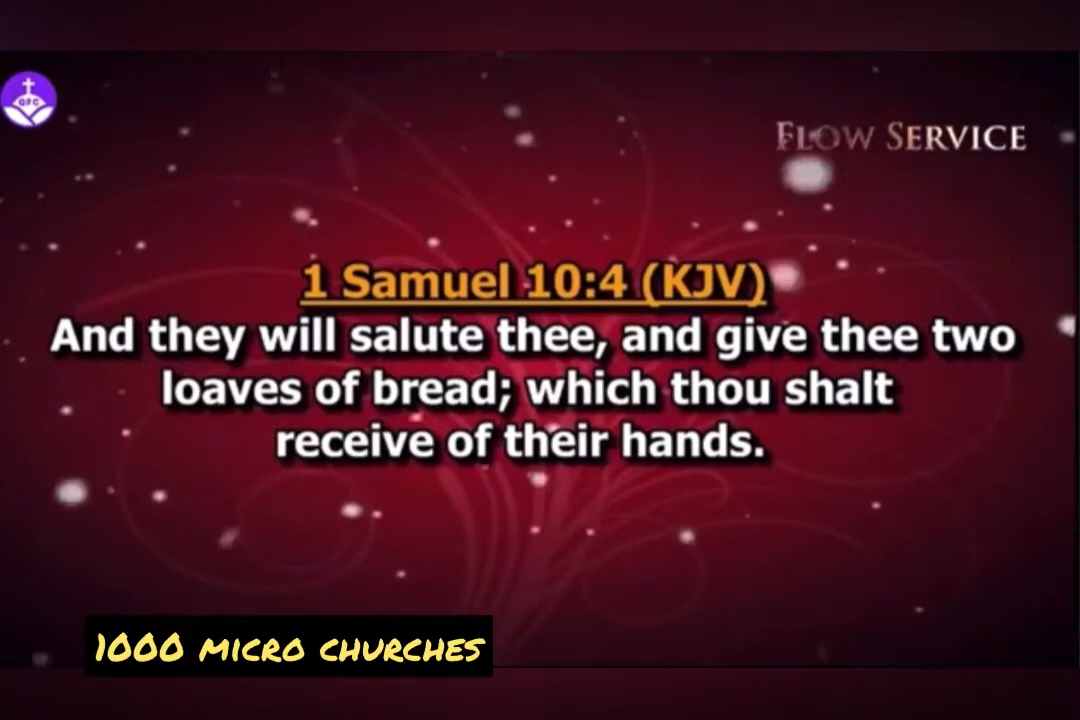 QFC
FLOW SERVICE
1 Samuel 10:4 (KJV)
And they will salute thee, and give thee two
loaves of bread; which thou shalt
receive of their hands.
1000 MICRO CHURCHES